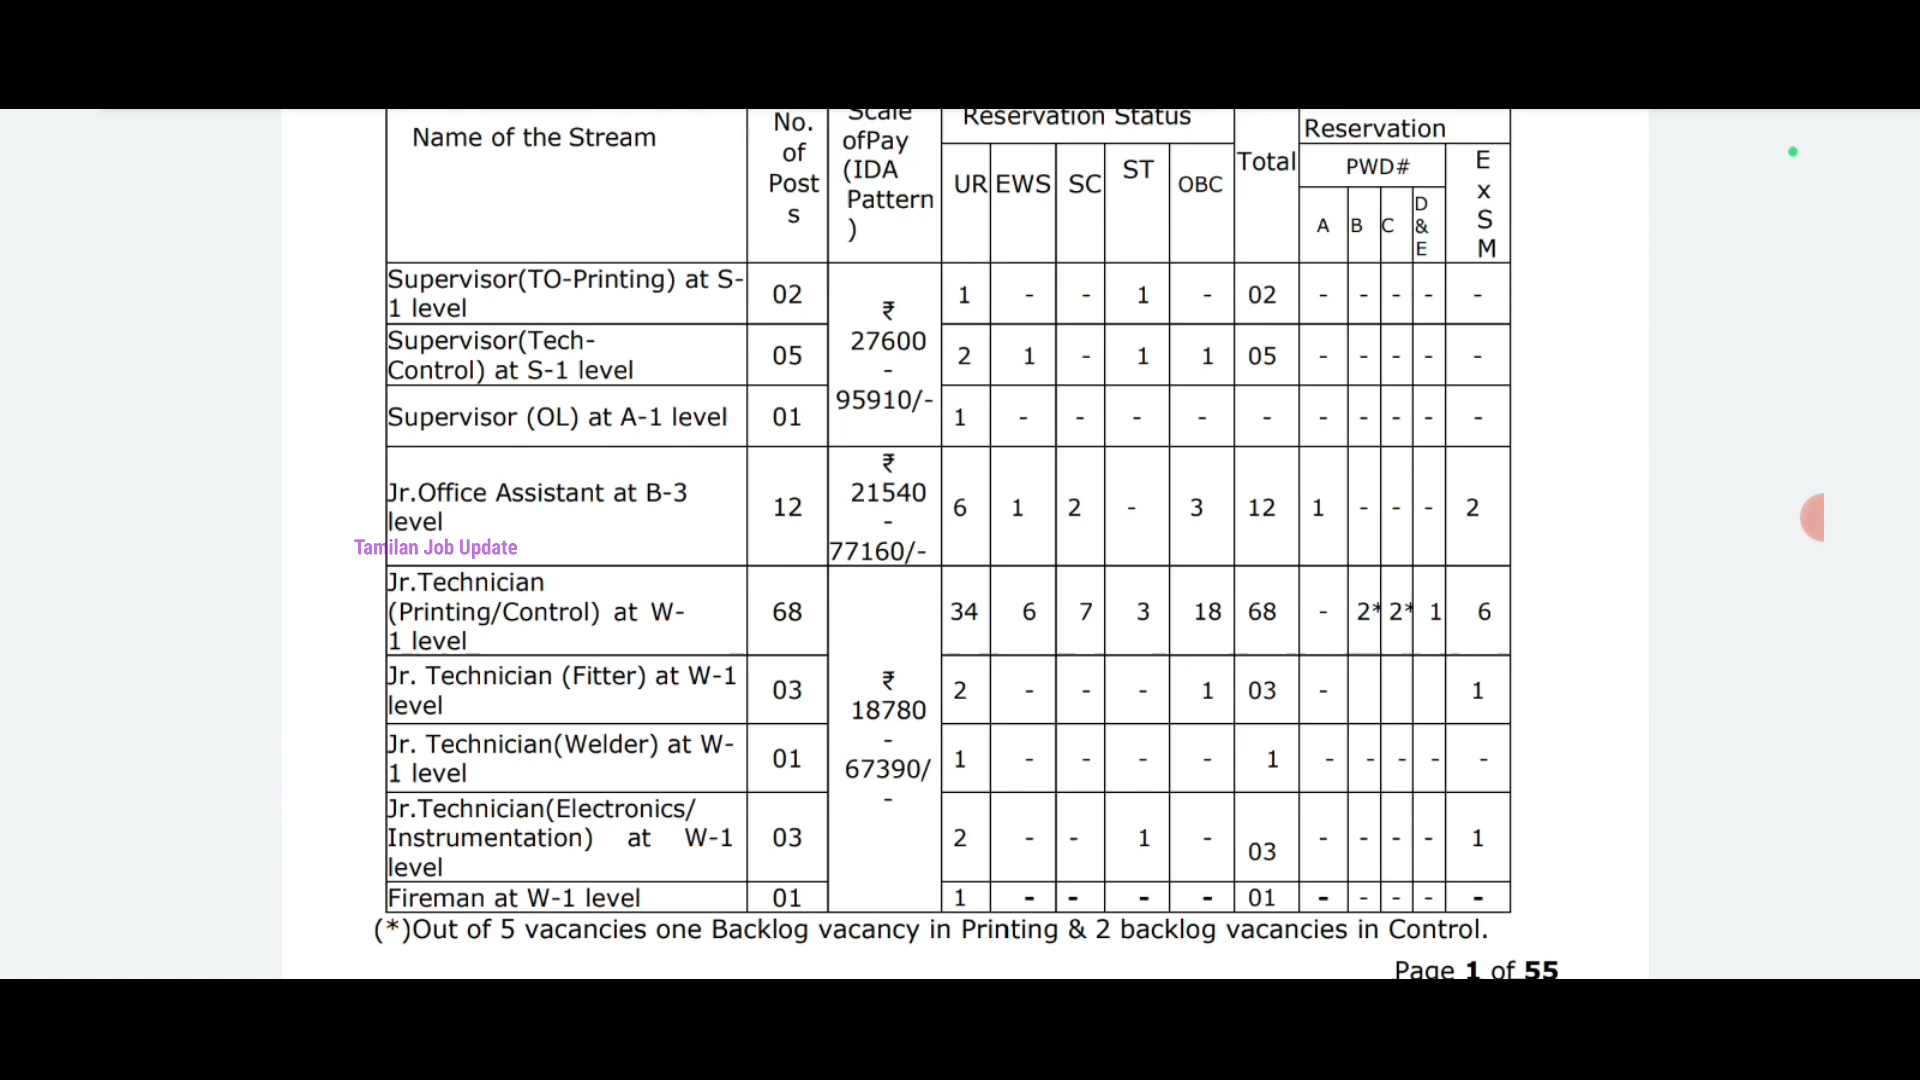 Name of the Stream
No.
of
Post
s
Scale
ofPay
(IDA
Pattern
)
Reservation Status
UR EWS SC ST OBC
Total
Reservation
PWD#
A B C D
&
E
E
x
S
M
Supervisor(TO-Printing) at S-
1 level
02
₹
27600
-
95910/-
1 - - 1 - 02 - - - - -
Supervisor(Tech-
Control) at S-1 level
05
2 1 - 1 1 05 - - - - -
Supervisor (OL) at A-1 level
01
1 - - - - - - - - - -
Jr.Office Assistant at B-3
level
12
₹
21540
-
77160/-
6 1 2 - 3 12 1 - - - 2
Tamilan Job Update
Jr.Technician
(Printing/Control) at W-
1 level
68
34 6 7 3 18 68 - 2* 2* 1 6
Jr. Technician (Fitter) at W-1
level
03
₹
18780
-
67390/
-
2 - - - 1 03 - 1
Jr. Technician(Welder) at W-
1 level
01
1 - - - - 1 - - - - -
Jr.Technician(Electronics/
Instrumentation) at W-1
level
03
2 - - 1 - 03 - - - - 1
Fireman at W-1 level
01
1 - - - - 01 - - - - -
(*)Out of 5 vacancies one Backlog vacancy in Printing & 2 backlog vacancies in Control.
Page 1 of 55